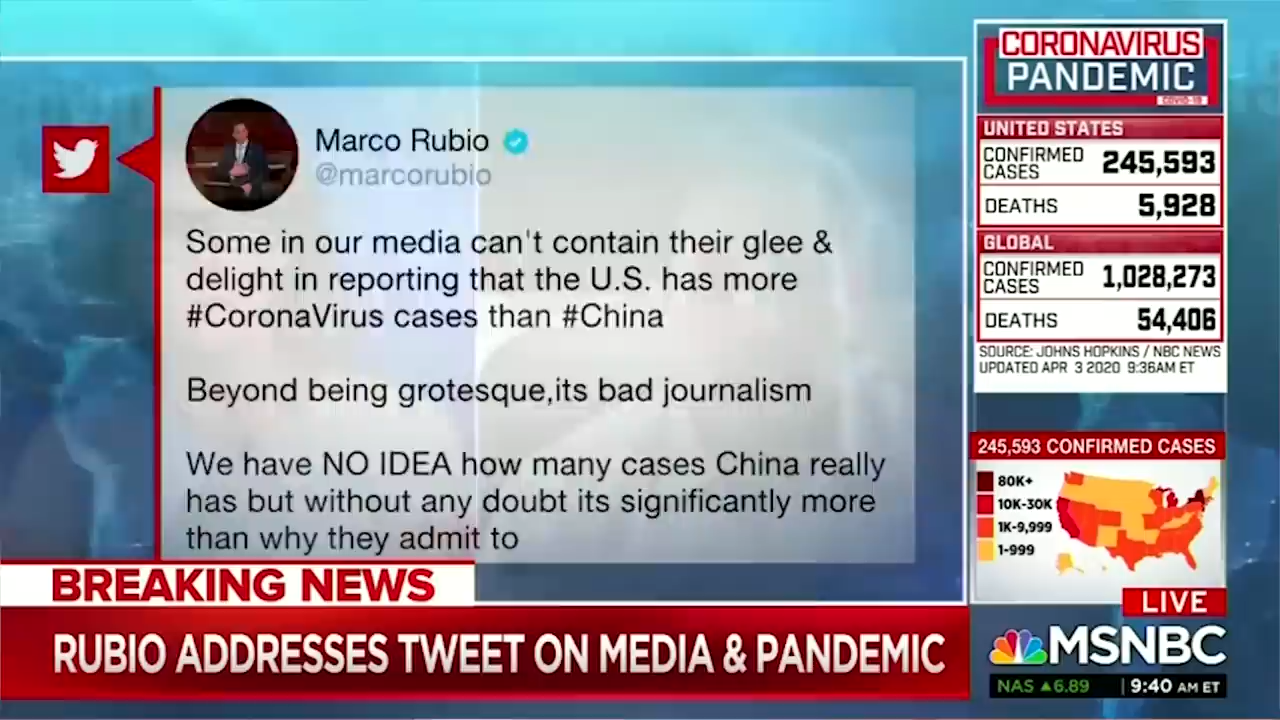 Marco Rubio
@marcorubio
Some in our media can't contain their glee &
delight in reporting that the U.S. has more
#CoronaVirus cases than #China
Beyond being grotesque,its bad journalism
We have NO IDEA how many cases China really
has but without any doubt its significantly more
than why they admit to
BREAKING NEWS
RUBIO ADDRESSES TWEET ON MEDIA & PANDEMIC
CORONAVIRUS
PANDEMIC
COVID-19
UNITED STATES
CONFIRMED CASES 245,593
DEATHS 5,928
GLOBAL
CONFIRMED CASES 1,028,273
DEATHS 54,406
SOURCE: JOHNS HOPKINS / NBC NEWS
UPDATED APR 3 2020 9:36AM ET
245,593 CONFIRMED CASES
80K+
10K-30K
1K-9,999
1-999
LIVE
MSNBC
NAS ▲6.89 9:40 AM ET